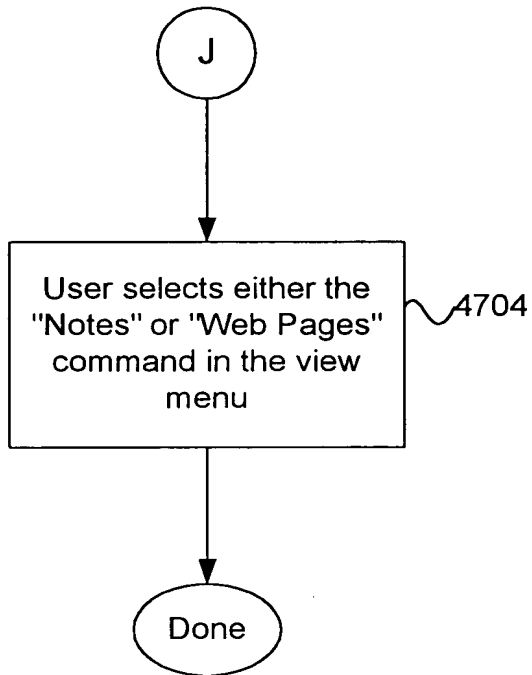 J
User selects either the
"Notes" or "Web Pages"
command in the view
menu
4704
Done